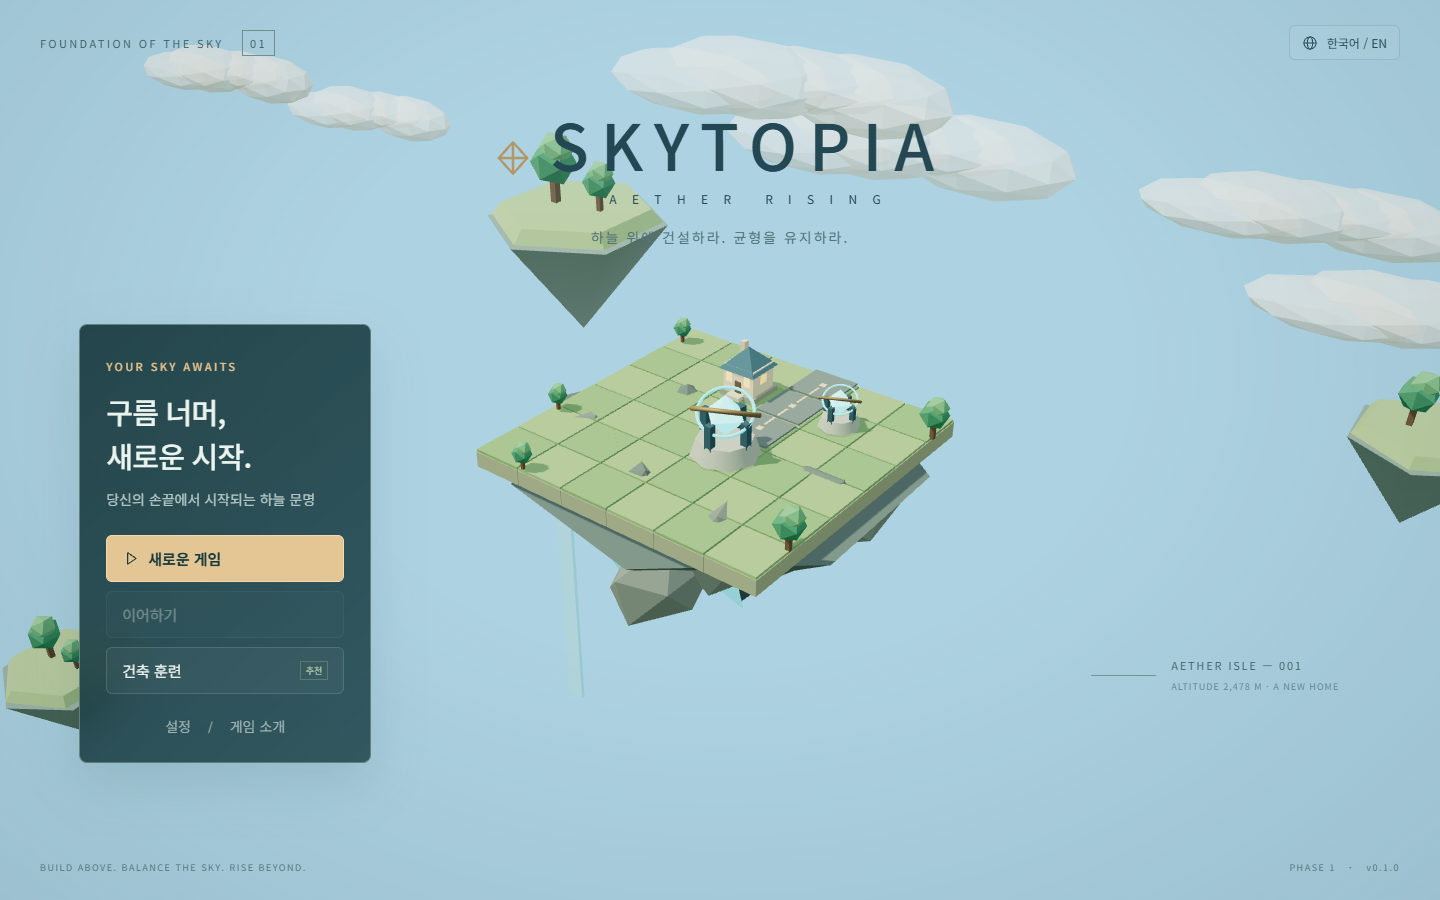 FOUNDATION OF THE SKY 01
한국어 / EN
SKYTOPIA
AETHER RISING
하늘 위에 건설하라. 균형을 유지하라.
YOUR SKY AWAITS
구름 너머,
새로운 시작.
당신의 손끝에서 시작되는 하늘 문명
새로운 게임
이어하기
건축 훈련 추천
설정 / 게임 소개
AETHER ISLE — 001
ALTITUDE 2,478 M · A NEW HOME
BUILD ABOVE. BALANCE THE SKY. RISE BEYOND.
PHASE 1 · v0.1.0